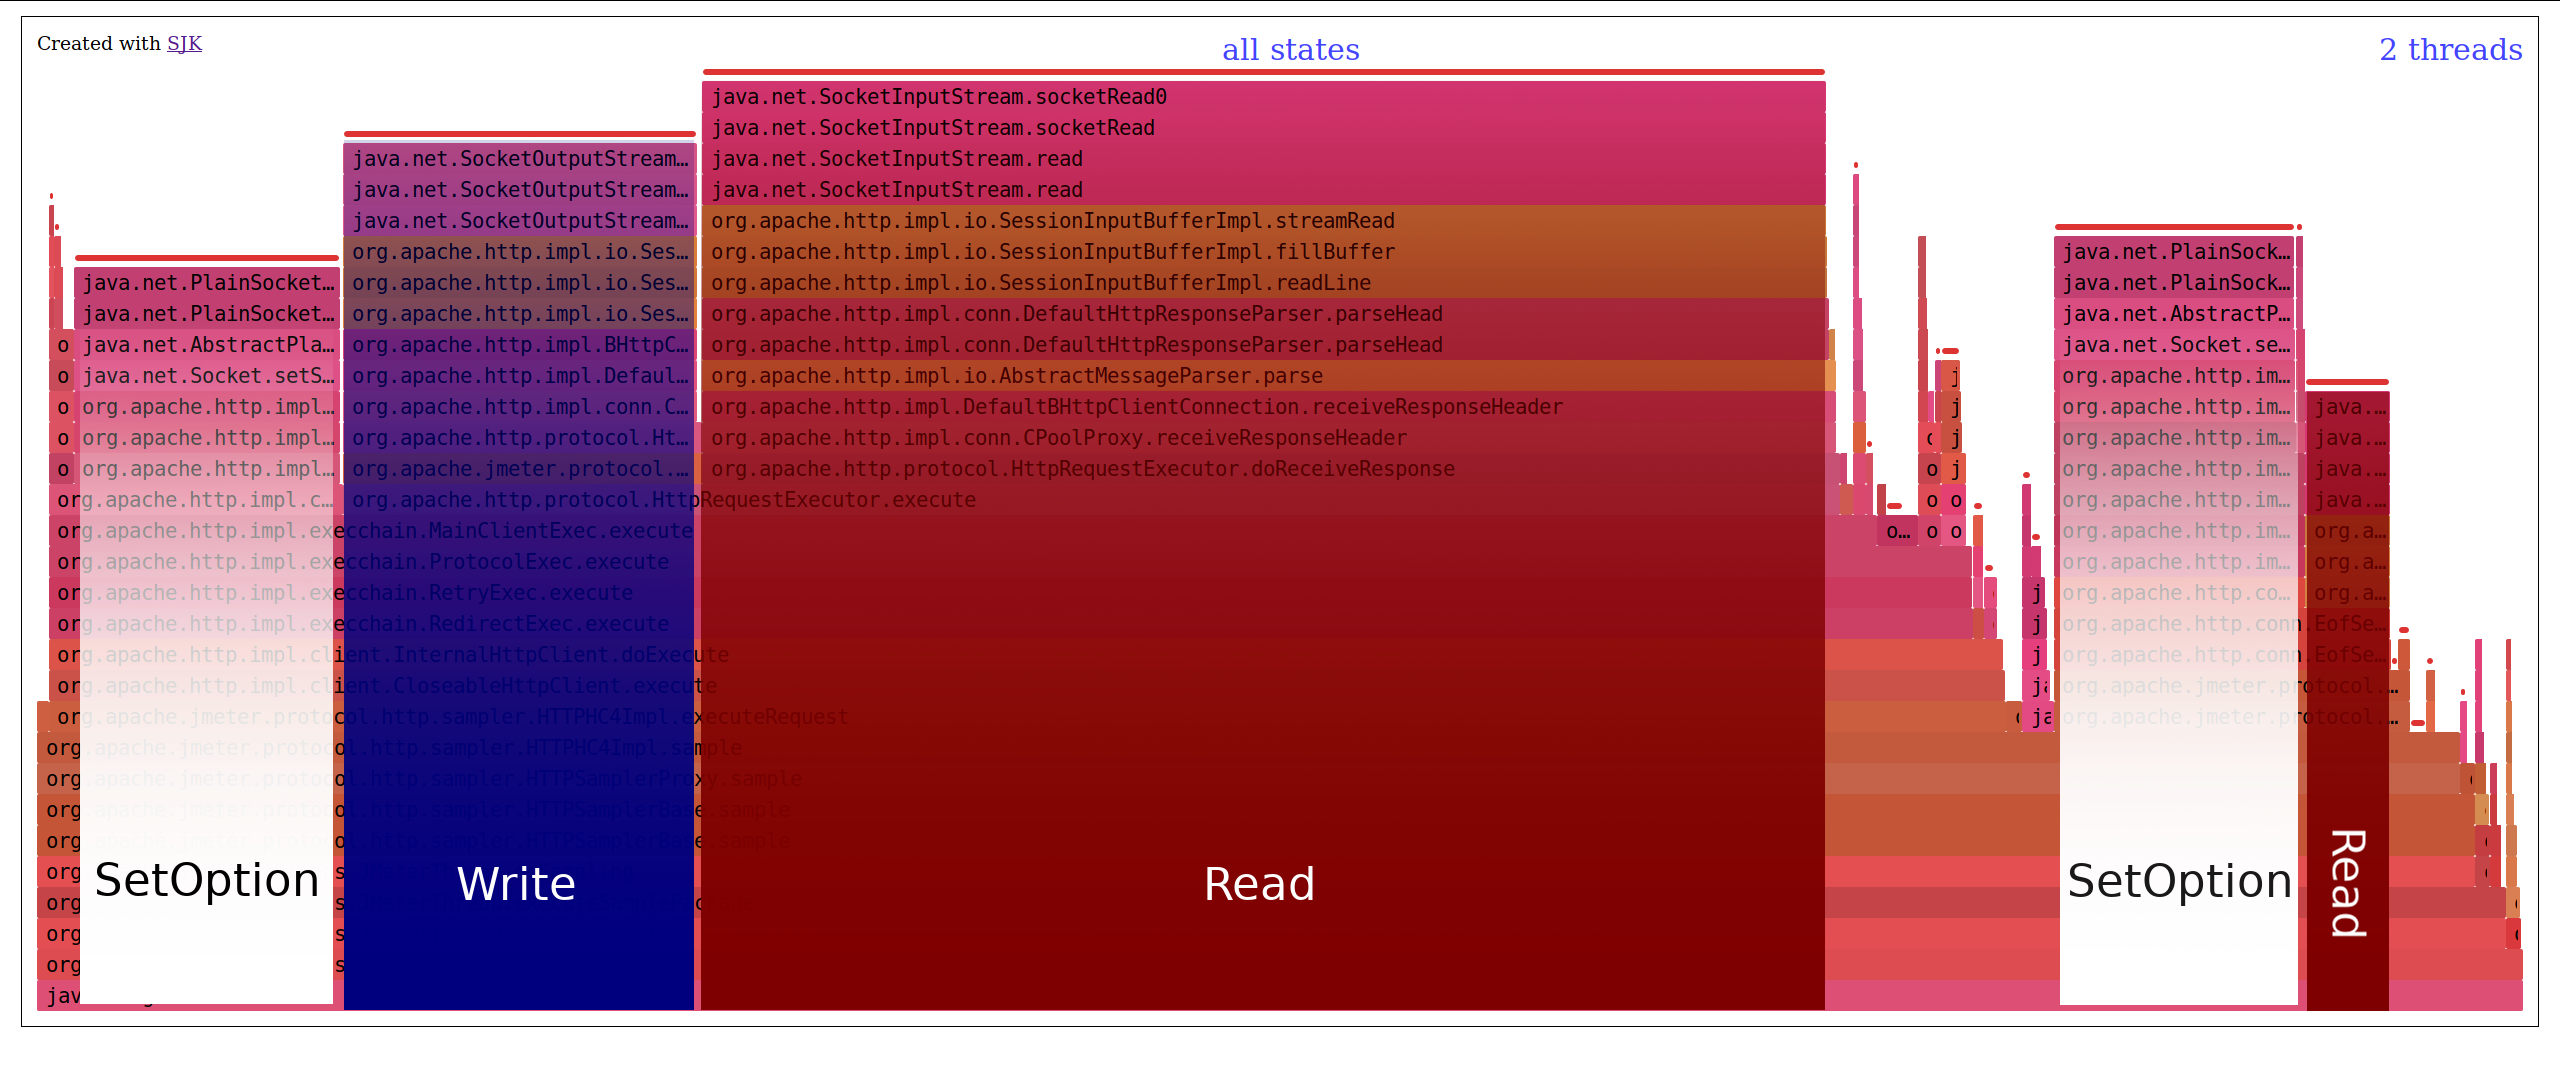 Created with SJK
all states
2 threads
java.net.SocketInputStream.socketRead0
java.net.SocketInputStream.socketRead
java.net.SocketOutputStream…
java.net.SocketInputStream.read
java.net.SocketOutputStream…
java.net.SocketInputStream.read
java.net.SocketOutputStream…
org.apache.http.impl.io.SessionInputBufferImpl.streamRead
org.apache.http.impl.io.Ses…
org.apache.http.impl.io.SessionInputBufferImpl.fillBuffer
java.net.PlainSock…
java.net.PlainSocket…
org.apache.http.impl.io.Ses…
org.apache.http.impl.io.SessionInputBufferImpl.readLine
java.net.PlainSock…
java.net.PlainSocket…
org.apache.http.impl.io.Ses…
org.apache.http.impl.conn.DefaultHttpResponseParser.parseHead
java.net.AbstractP…
o
java.net.AbstractPla…
org.apache.http.impl.BHttpC…
org.apache.http.impl.conn.DefaultHttpResponseParser.parseHead
java.net.Socket.se…
o
java.net.Socket.setS…
org.apache.http.impl.Defaul…
org.apache.http.impl.io.AbstractMessageParser.parse
j
org.apache.http.im…
o
org.apache.http.impl…
org.apache.http.impl.conn.C…
org.apache.http.impl.DefaultBHttpClientConnection.receiveResponseHeader
j
org.apache.http.im…
java.…
o
org.apache.http.impl…
org.apache.http.protocol.Ht…
org.apache.http.impl.conn.CPoolProxy.receiveResponseHeader
j
org.apache.http.im…
java.…
o
org.apache.http.impl…
org.apache.jmeter.protocol.…
org.apache.http.protocol.HttpRequestExecutor.doReceiveResponse
o
j
org.apache.http.im…
java.…
org.apache.http.impl.c…
org.apache.http.protocol.HttpRequestExecutor.execute
o
o
org.apache.http.im…
java.…
org.apache.http.impl.execchain.MainClientExec.execute
o…
o
o
org.apache.http.im…
org.a…
org.apache.http.impl.execchain.ProtocolExec.execute
org.apache.http.im…
org.a…
org.apache.http.impl.execchain.RetryExec.execute
j
org.apache.http.co…
org.a…
org.apache.http.impl.execchain.RedirectExec.execute
j
org.apache.http.conn.EofSe…
org.apache.http.impl.client.InternalHttpClient.doExecute
j
org.apache.http.conn.EofSe…
org.apache.http.impl.client.CloseableHttpClient.execute
org.apache.jmeter.protocol.…
org.apache.jmeter.protocol.http.sampler.HTTPHC4Impl.executeRequest
ja
org.apache.jmeter.protocol.…
org.apache.jmeter.protocol.http.sampler.HTTPHC4Impl.sample
org.apache.jmeter.protocol.http.sampler.HTTPSamplerProxy.sample
org.apache.jmeter.protocol.http.sampler.HTTPSamplerBase.sample
org.apache.jmeter.protocol.http.sampler.HTTPSamplerBase.sample
org
org
org
org
SetOption
Write
Read
SetOption
Read